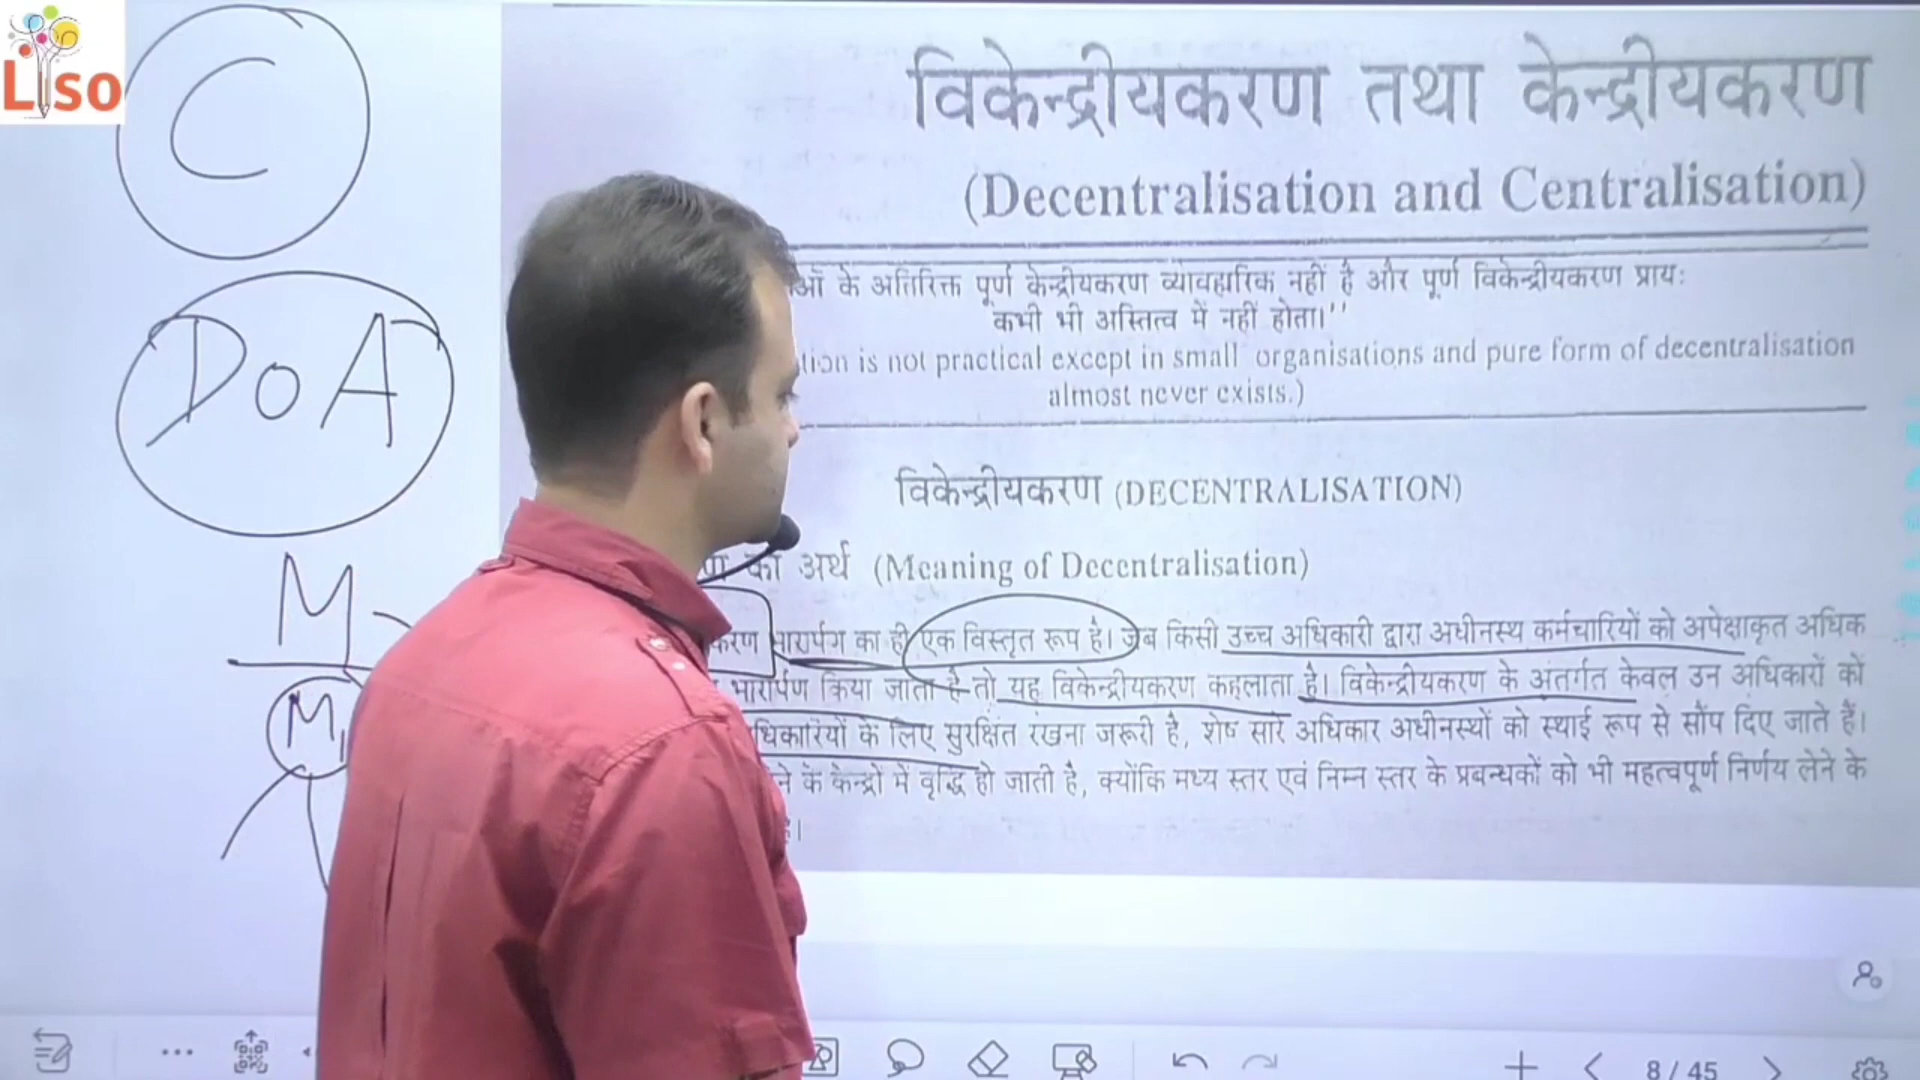 Liso
C
DoA
M
M1
विकेन्द्रीयकरण तथा केन्द्रीयकरण
(Decentralisation and Centralisation)
के अतिरिक्त पूर्ण केन्द्रीयकरण व्यावहारिक नहीं है और पूर्ण विकेन्द्रीयकरण प्रायः
कभी भी अस्तित्व में नहीं होता।''
is not practical except in small organisations and pure form of decentralisation
almost never exists.)
विकेन्द्रीयकरण (DECENTRALISATION)
का अर्थ (Meaning of Decentralisation)
भारार्पण का ही एक विस्तृत रूप है। जब किसी उच्च अधिकारी द्वारा अधीनस्थ कर्मचारियों को अपेक्षाकृत अधिक
भारार्पण किया जाता है तो यह विकेन्द्रीयकरण कहलाता है। विकेन्द्रीयकरण के अंतर्गत केवल उन अधिकारों को
के लिए सुरक्षित रखना जरूरी है, शेष सारे अधिकार अधीनस्थों को स्थाई रूप से सौंप दिए जाते हैं।
के केन्द्रों में वृद्धि हो जाती है, क्योंकि मध्य स्तर एवं निम्न स्तर के प्रबन्धकों को भी महत्वपूर्ण निर्णय लेने के
है।
8/45